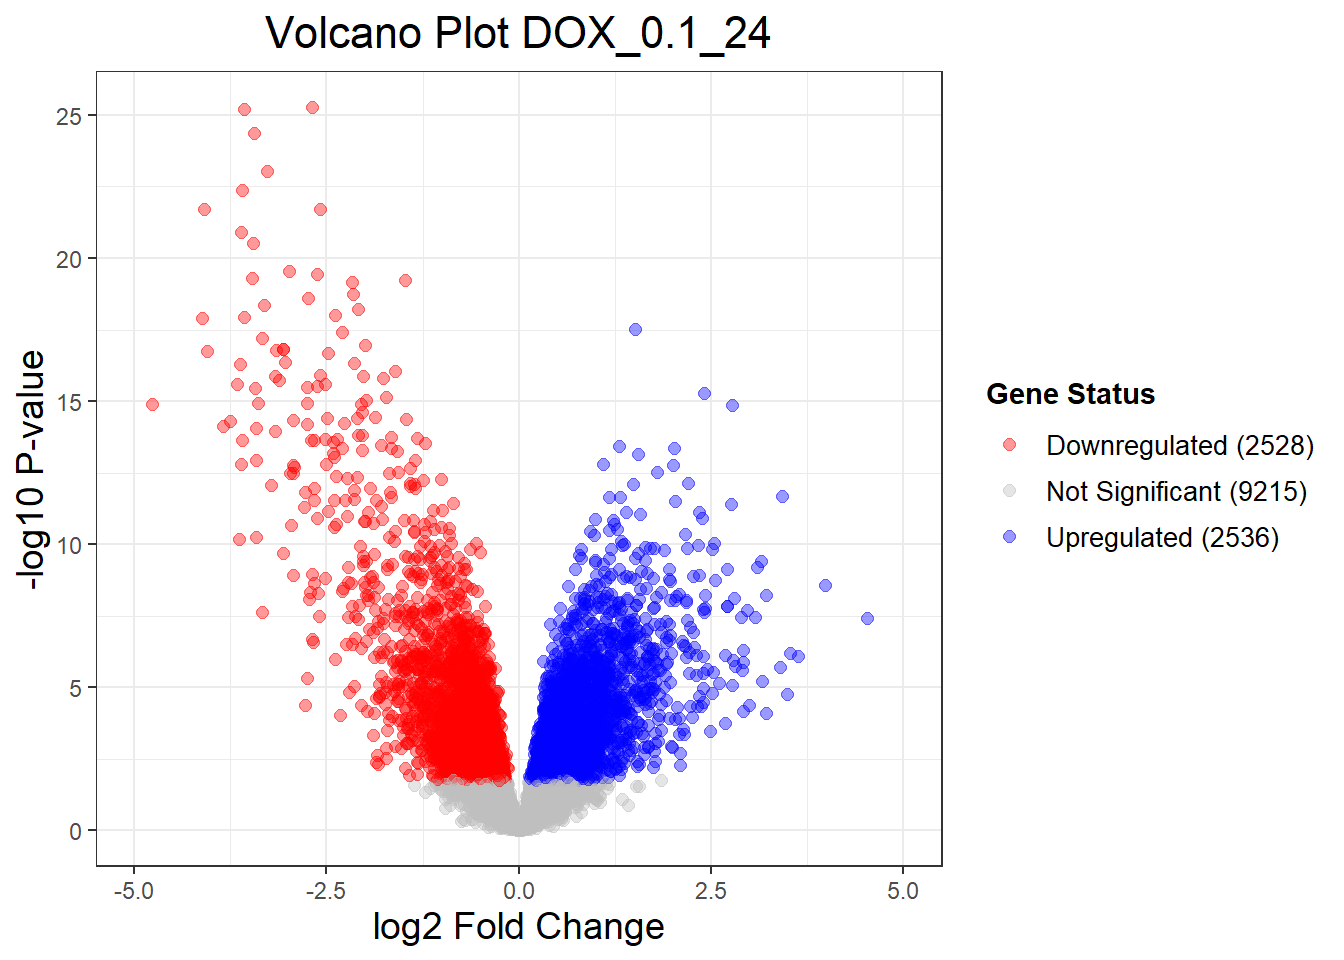 Volcano Plot DOX_0.1_24
25
20
15
10
5
0
-log10 P-value
-5.0
-2.5
0.0
2.5
5.0
log2 Fold Change
Gene Status
Downregulated (2528)
Not Significant (9215)
Upregulated (2536)